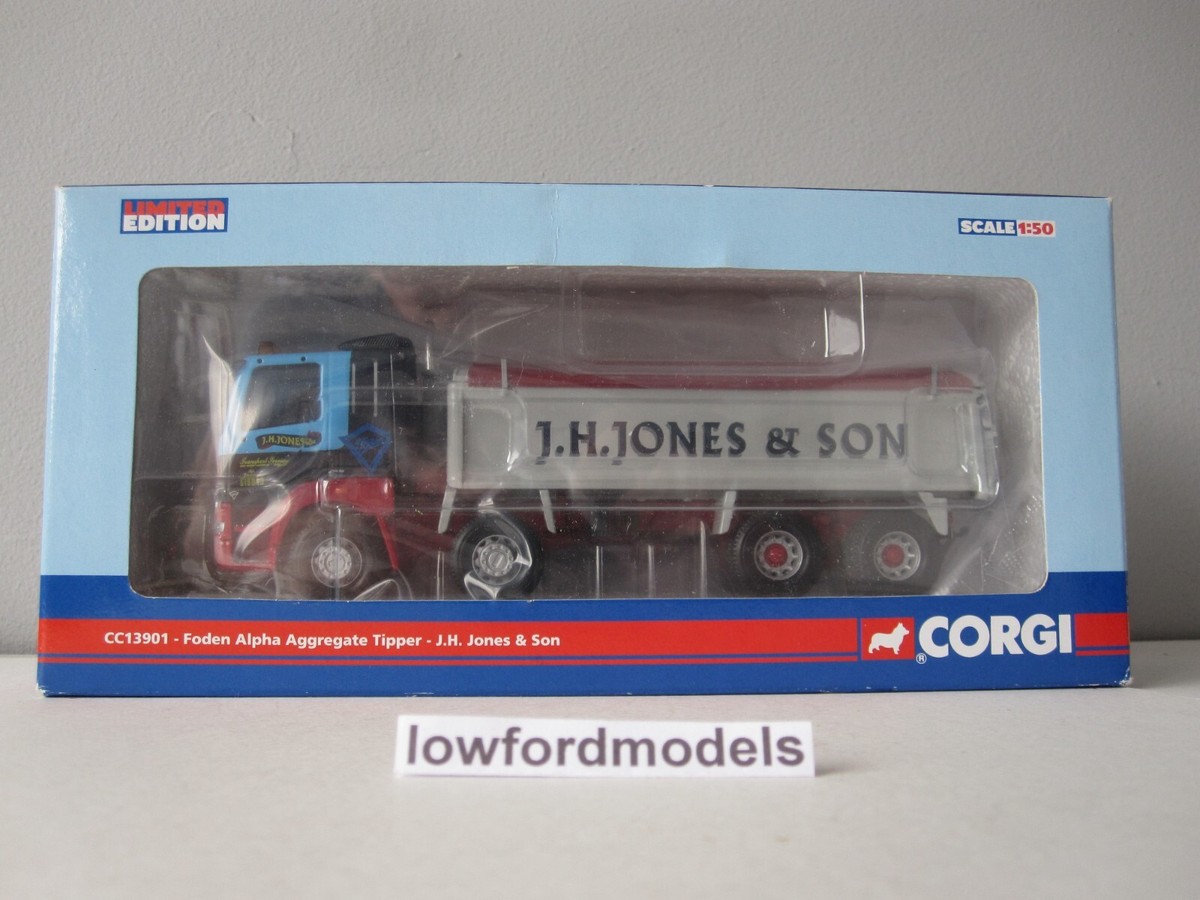 LIMITED
EDITION
SCALE 1:50
J.H.JONES
J.H.JONES & SON
CC13901 - Foden Alpha Aggregate Tipper - J.H. Jones & Son
CORGI
®
lowfordmodels